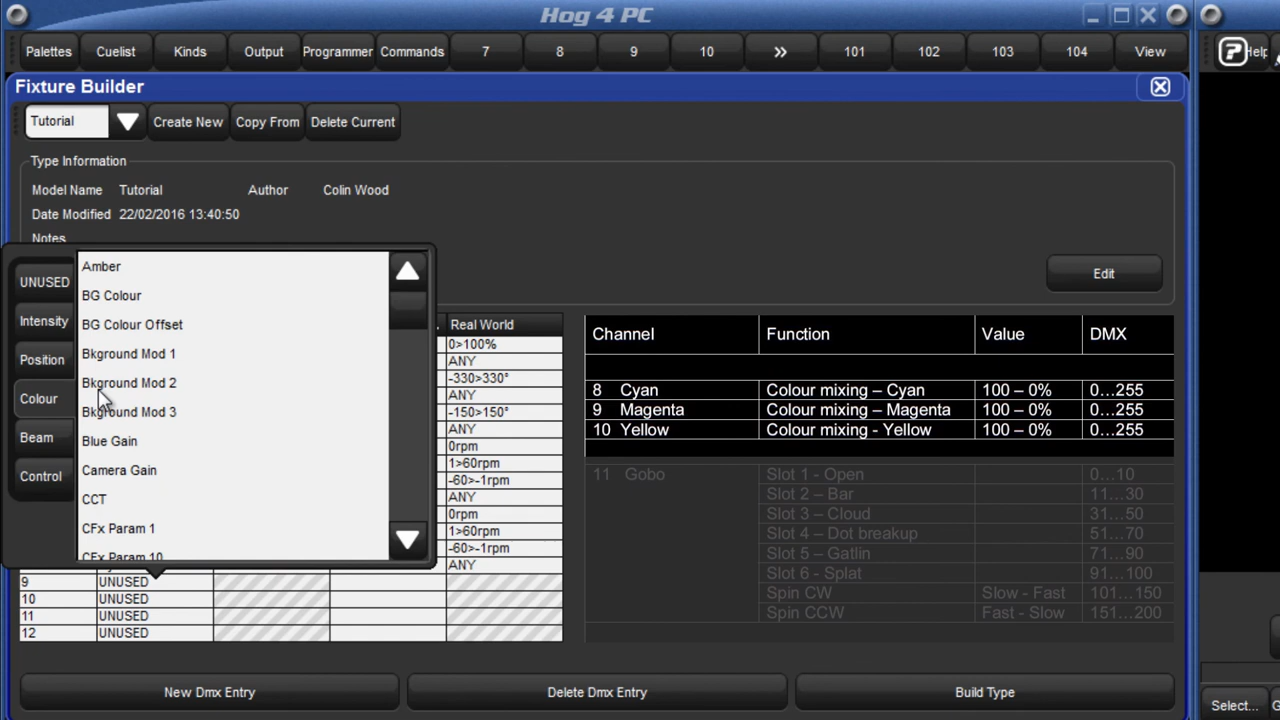 Hog 4 PC
Palettes Cuelist Kinds Output Programmer Commands 7 8 9 10 » 101 102 103 104 View Help
Fixture Builder
Tutorial Create New Copy From Delete Current
Type Information
Model Name Tutorial Author Colin Wood
Date Modified 22/02/2016 13:40:50
Notes
Edit
UNUSED
Intensity
Position
Colour
Beam
Control
Amber
BG Colour
BG Colour Offset
Bkground Mod 1
Bkground Mod 2
Bkground Mod 3
Blue Gain
Camera Gain
CCT
CFx Param 1
CFx Param 10
Real World
0>100%
ANY
-330>330°
ANY
-150>150°
ANY
0rpm
1>60rpm
-60>-1rpm
ANY
0rpm
1>60rpm
-60>-1rpm
ANY
9 UNUSED
10 UNUSED
11 UNUSED
12 UNUSED
Channel Function Value DMX
8 Cyan Colour mixing – Cyan 100 – 0% 0...255
9 Magenta Colour mixing – Magenta 100 – 0% 0...255
10 Yellow Colour mixing - Yellow 100 – 0% 0...255
11 Gobo Slot 1 - Open 0...10
Slot 2 – Bar 11...30
Slot 3 – Cloud 31...50
Slot 4 – Dot breakup 51...70
Slot 5 – Gatlin 71...90
Slot 6 - Splat 91...100
Spin CW Slow - Fast 101...150
Spin CCW Fast - Slow 151...200
New Dmx Entry Delete Dmx Entry Build Type
Select...